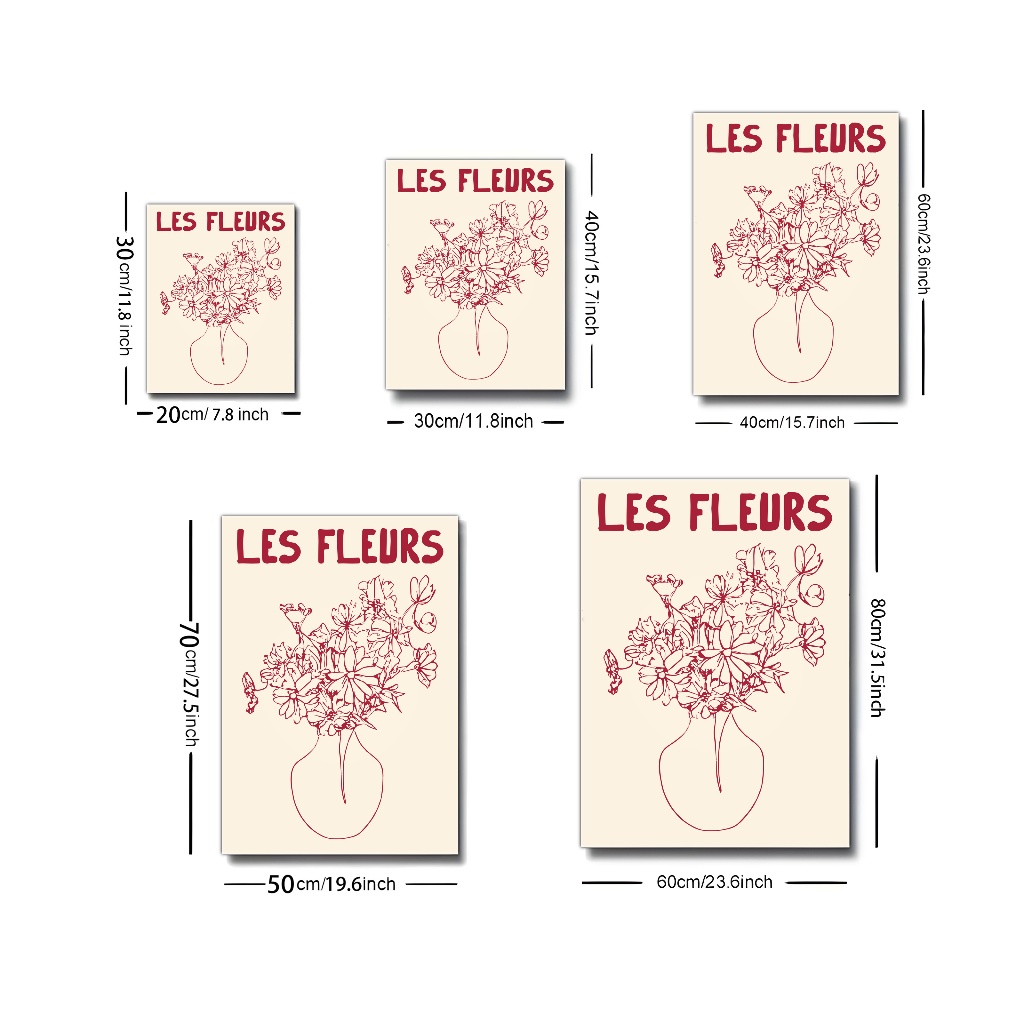 LES FLEURS
30cm/11.8 inch
20cm/ 7.8 inch
LES FLEURS
40cm/15.7inch
30cm/11.8inch
LES FLEURS
60cm/23.6inch
40cm/15.7inch
LES FLEURS
70cm/27.5inch
50cm/19.6inch
LES FLEURS
80cm/31.5inch
60cm/23.6inch